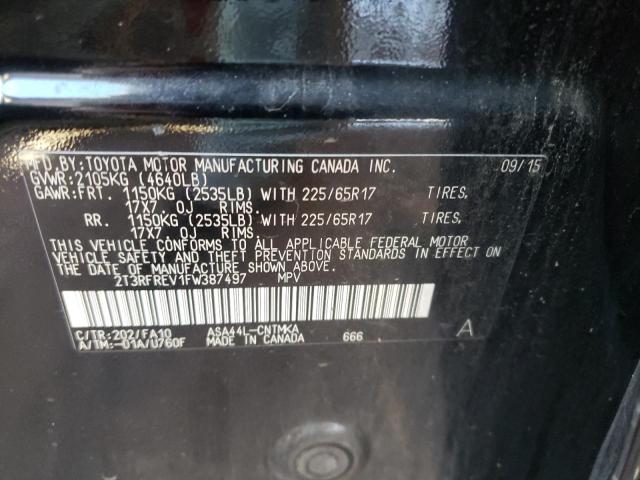 MFD.BY:TOYOTA MOTOR MANUFACTURING CANADA INC. 09/15
GVWR:2105KG (4640LB)
GAWR:FRT. 1150KG (2535LB) WITH 225/65R17 TIRES,
17X7 0J RIMS.
RR. 1150KG (2535LB) WITH 225/65R17 TIRES,
17X7 0J RIMS.
THIS VEHICLE CONFORMS TO ALL APPLICABLE FEDERAL MOTOR
VEHICLE SAFETY AND THEFT PREVENTION STANDARDS IN EFFECT ON
THE DATE OF MANUFACTURE SHOWN ABOVE.
2T3RFREV1FW387497 MPV
C/TR:202/FA10 ASA44L-CNTMKA A
A/TM:-01A/U760F MADE IN CANADA 666